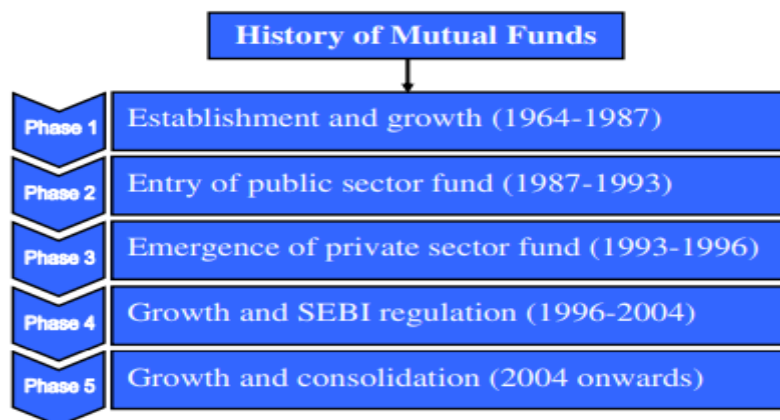 History of Mutual Funds
Phase 1
Establishment and growth (1964-1987)
Phase 2
Entry of public sector fund (1987-1993)
Phase 3
Emergence of private sector fund (1993-1996)
Phase 4
Growth and SEBI regulation (1996-2004)
Phase 5
Growth and consolidation (2004 onwards)